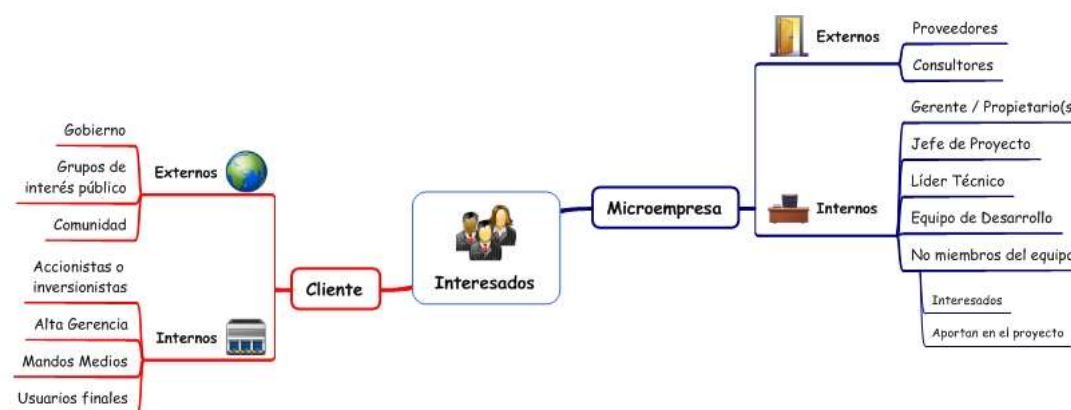 Externos
Proveedores
Consultores
Gerente / Propietario(s
Jefe de Proyecto
Líder Técnico
Internos
Equipo de Desarrollo
No miembros del equipo
Interesados
Aportan en el proyecto
Microempresa
Interesados
Cliente
Gobierno
Grupos de
interés público
Externos
Comunidad
Accionistas o
inversionistas
Alta Gerencia
Internos
Mandos Medios
Usuarios finales